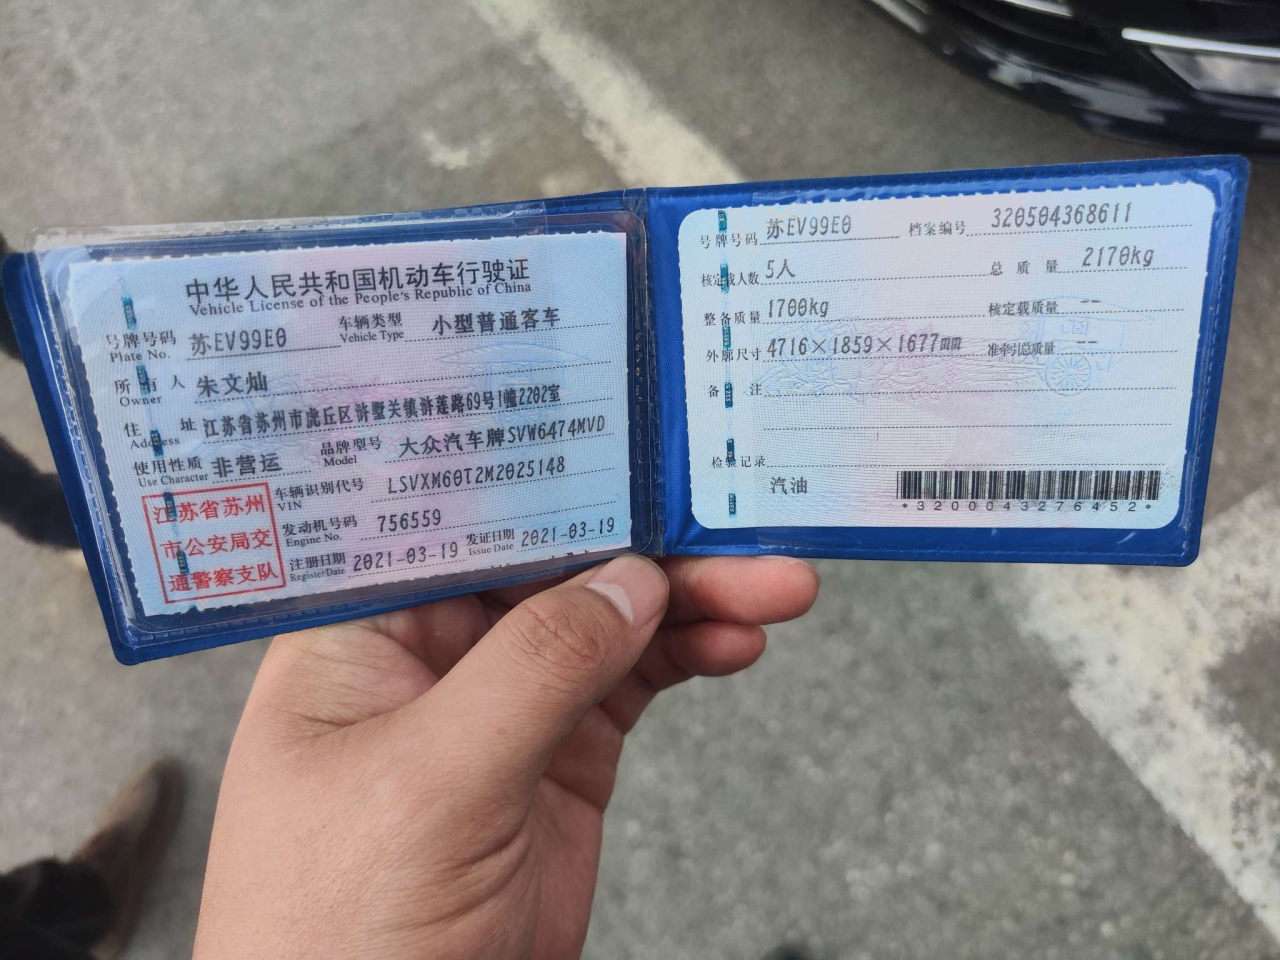 中华人民共和国机动车行驶证
Vehicle License of the People's Republic of China
号牌号码 苏EV99E0 车辆类型 小型普通客车
Plate No. Vehicle Type
所有人 朱文灿
Owner
住址 江苏省苏州市虎丘区浒墅关镇浒莲路69号1幢2202室
Address
使用性质 非营运 品牌型号 大众汽车牌SVW6474MVD
Use Character Model
车辆识别代号 LSVXM60T2M2025148
VIN
发动机号码 756559
Engine No.
注册日期 2021-03-19 发证日期 2021-03-19
Register Date Issue Date
江苏省苏州
市公安局交
通警察支队
号牌号码 苏EV99E0 档案编号 320504368611
核定载人数 5人 总质量 2170kg
整备质量 1700kg 核定载质量 --
外廓尺寸 4716×1859×1677mm 准牵引总质量 --
备注
检验记录
汽油
*3200043276452*